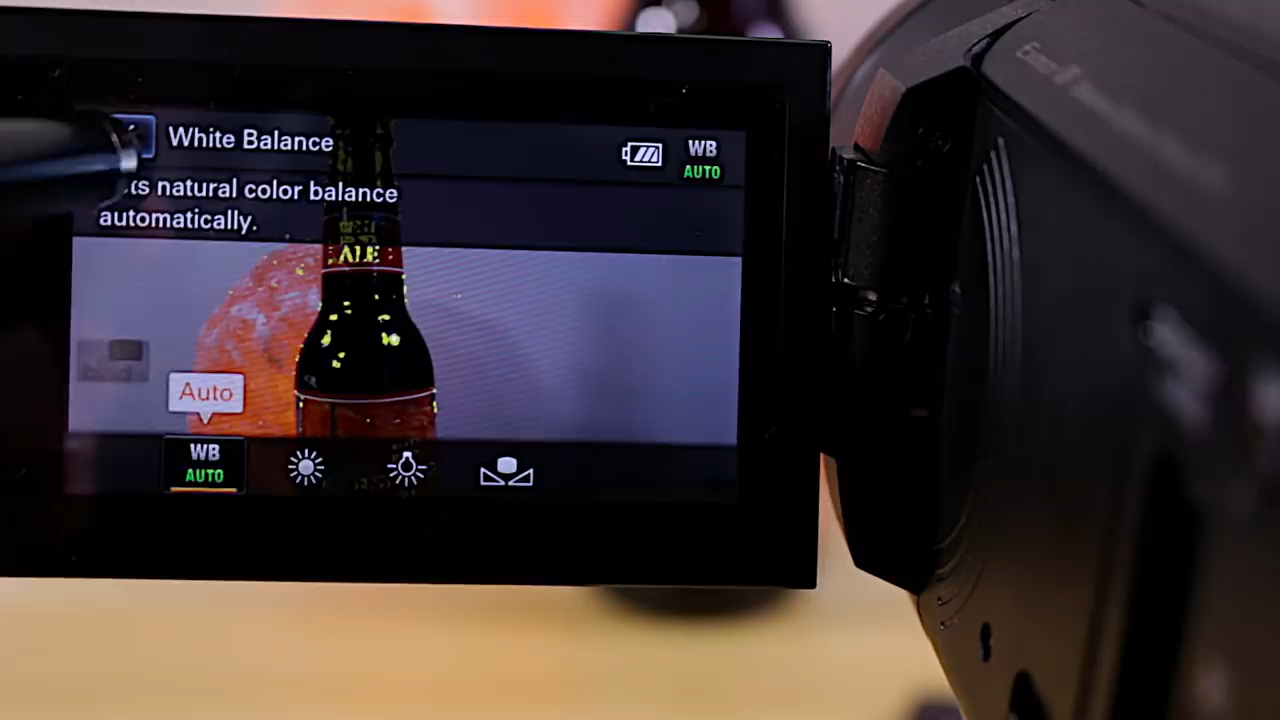 White Balance
WB
AUTO
ts natural color balance
automatically.
ALE
Auto
WB
AUTO